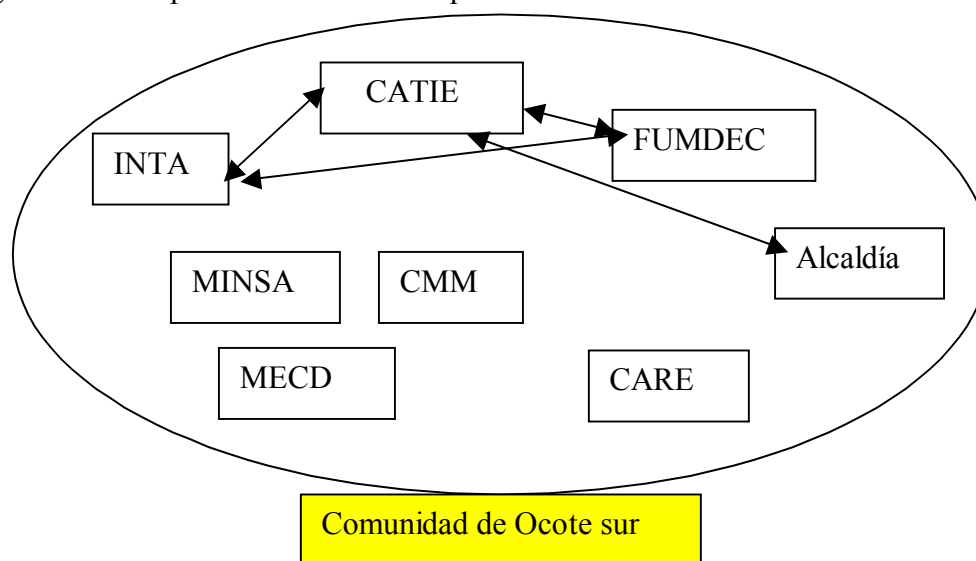 CATIE
FUMDEC
INTA
Alcaldía
MINSA
CMM
MECD
CARE
Comunidad de Ocote sur